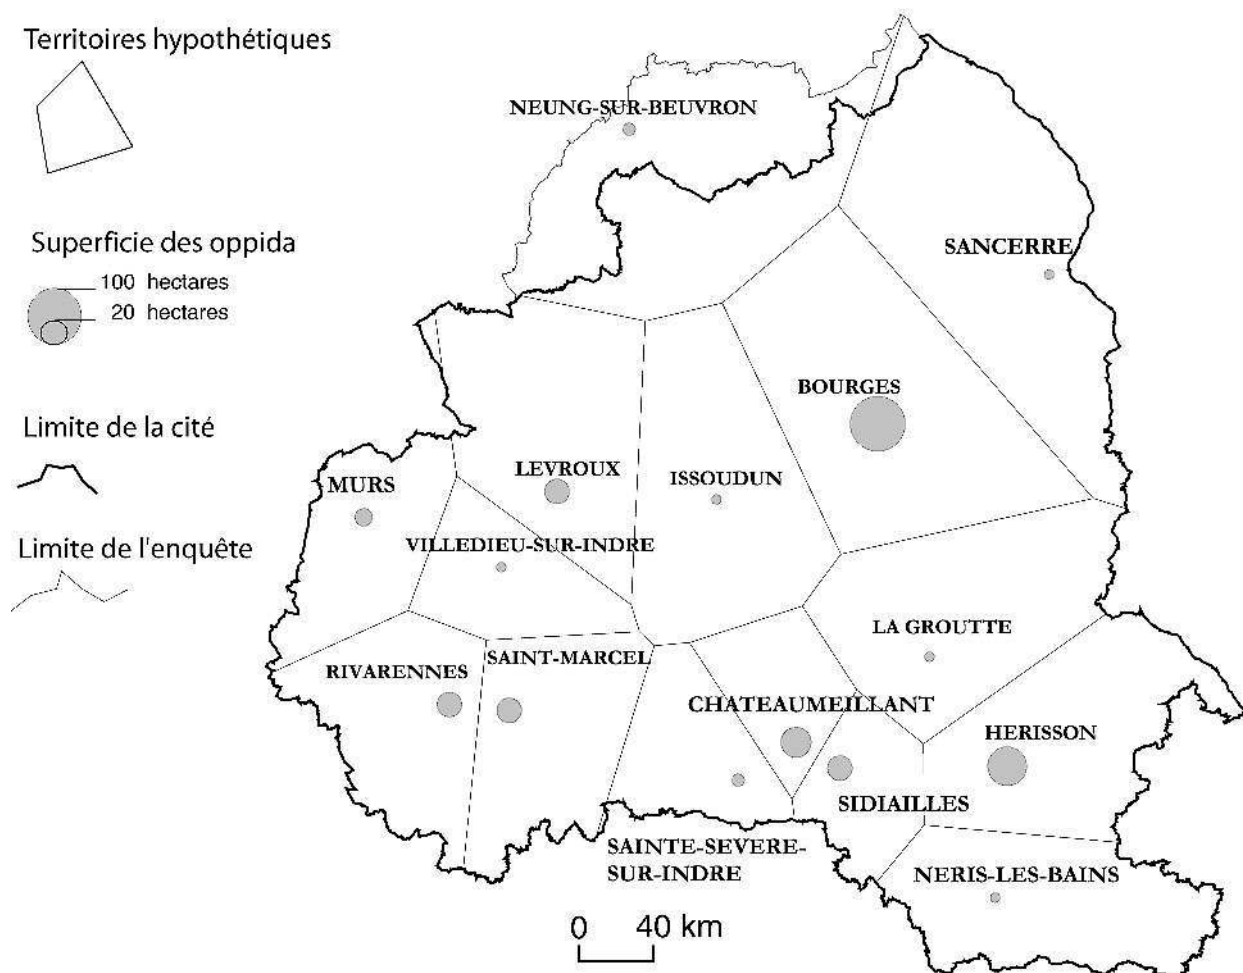 Territoires hypothétiques
NEUNG-SUR-BEUVRON
Superficie des oppida
100 hectares
20 hectares
SANCERRE
BOURGES
Limite de la cité
LEVROUX
ISSOUDUN
MURS
VILLEDIEU-SUR-INDRE
Limite de l'enquête
LA GROUTTE
SAINT-MARCEL
RIVARENNES
CHATEAUMEILLANT
HERISSON
SIDIAILLES
SAINTE-SEVERE-
SUR-INDRE
NERIS-LES-BAINS
0 40 km